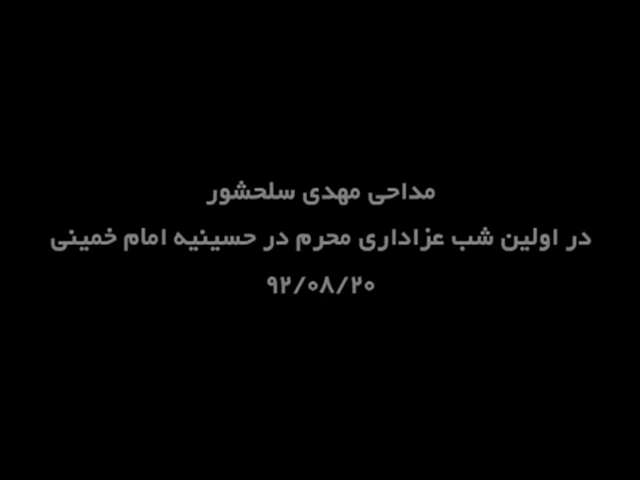 مداحی مهدی سلحشور
در اولین شب عزاداری محرم در حسینیه امام خمینی
۹۲/۰۸/۲۰